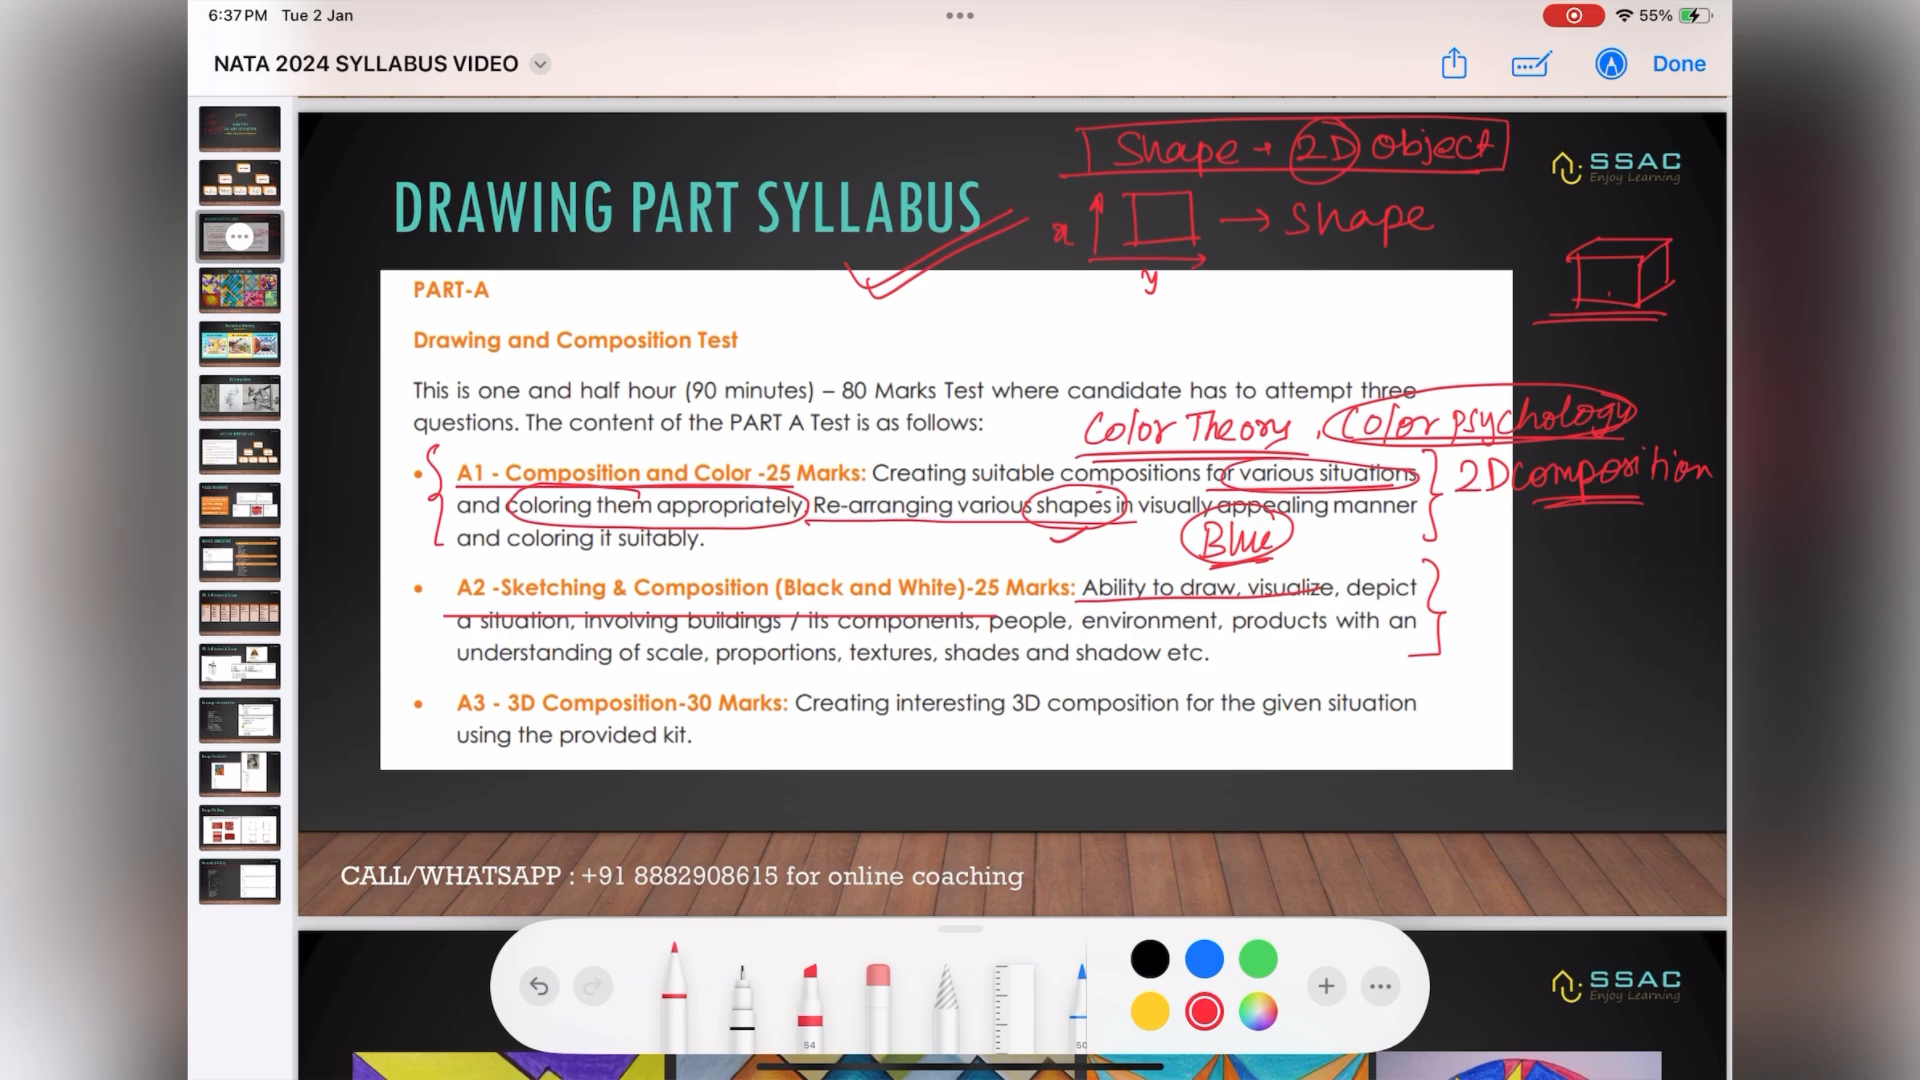 6:37 PM Tue 2 Jan
55%
NATA 2024 SYLLABUS VIDEO
Done
Shape → 2D object
SSAC
Enjoy Learning
DRAWING PART SYLLABUS
x
→ Shape
y
PART-A
Drawing and Composition Test
This is one and half hour (90 minutes) – 80 Marks Test where candidate has to attempt three
questions. The content of the PART A Test is as follows:
Color Theory , Color psychology
• A1 - Composition and Color -25 Marks: Creating suitable compositions for various situations
2D composition
and coloring them appropriately. Re-arranging various shapes in visually appealing manner
and coloring it suitably.
Blue
• A2 -Sketching & Composition (Black and White)-25 Marks: Ability to draw, visualize, depict
a situation, involving buildings / its components, people, environment, products with an
understanding of scale, proportions, textures, shades and shadow etc.
• A3 - 3D Composition-30 Marks: Creating interesting 3D composition for the given situation
using the provided kit.
CALL/WHATSAPP : +91 8882908615 for online coaching
SSAC
Enjoy Learning
54
50